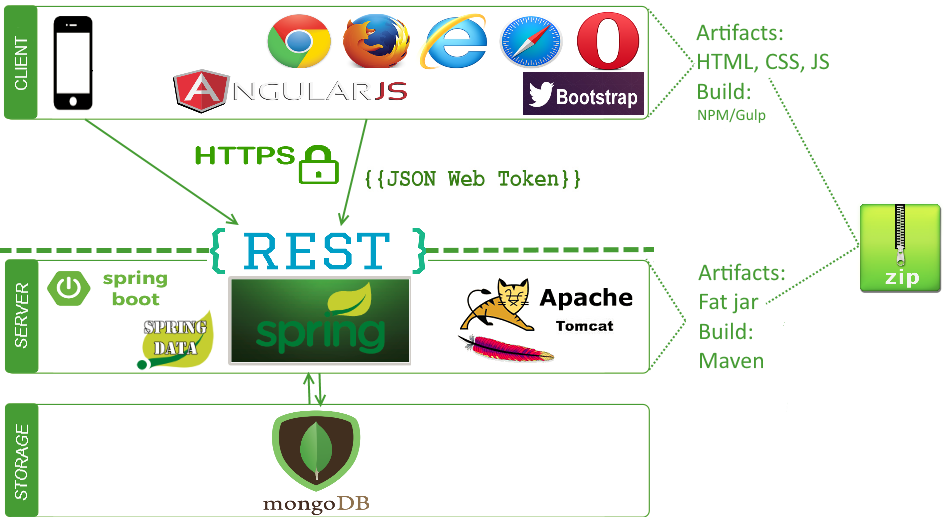 CLIENT
ANGULARJS
Bootstrap
Artifacts:
HTML, CSS, JS
Build:
NPM/Gulp
HTTPS
{{JSON Web Token}}
{REST}
zip
SERVER
spring
boot
SPRING
DATA
spring
Apache
Tomcat
Artifacts:
Fat jar
Build:
Maven
STORAGE
mongoDB